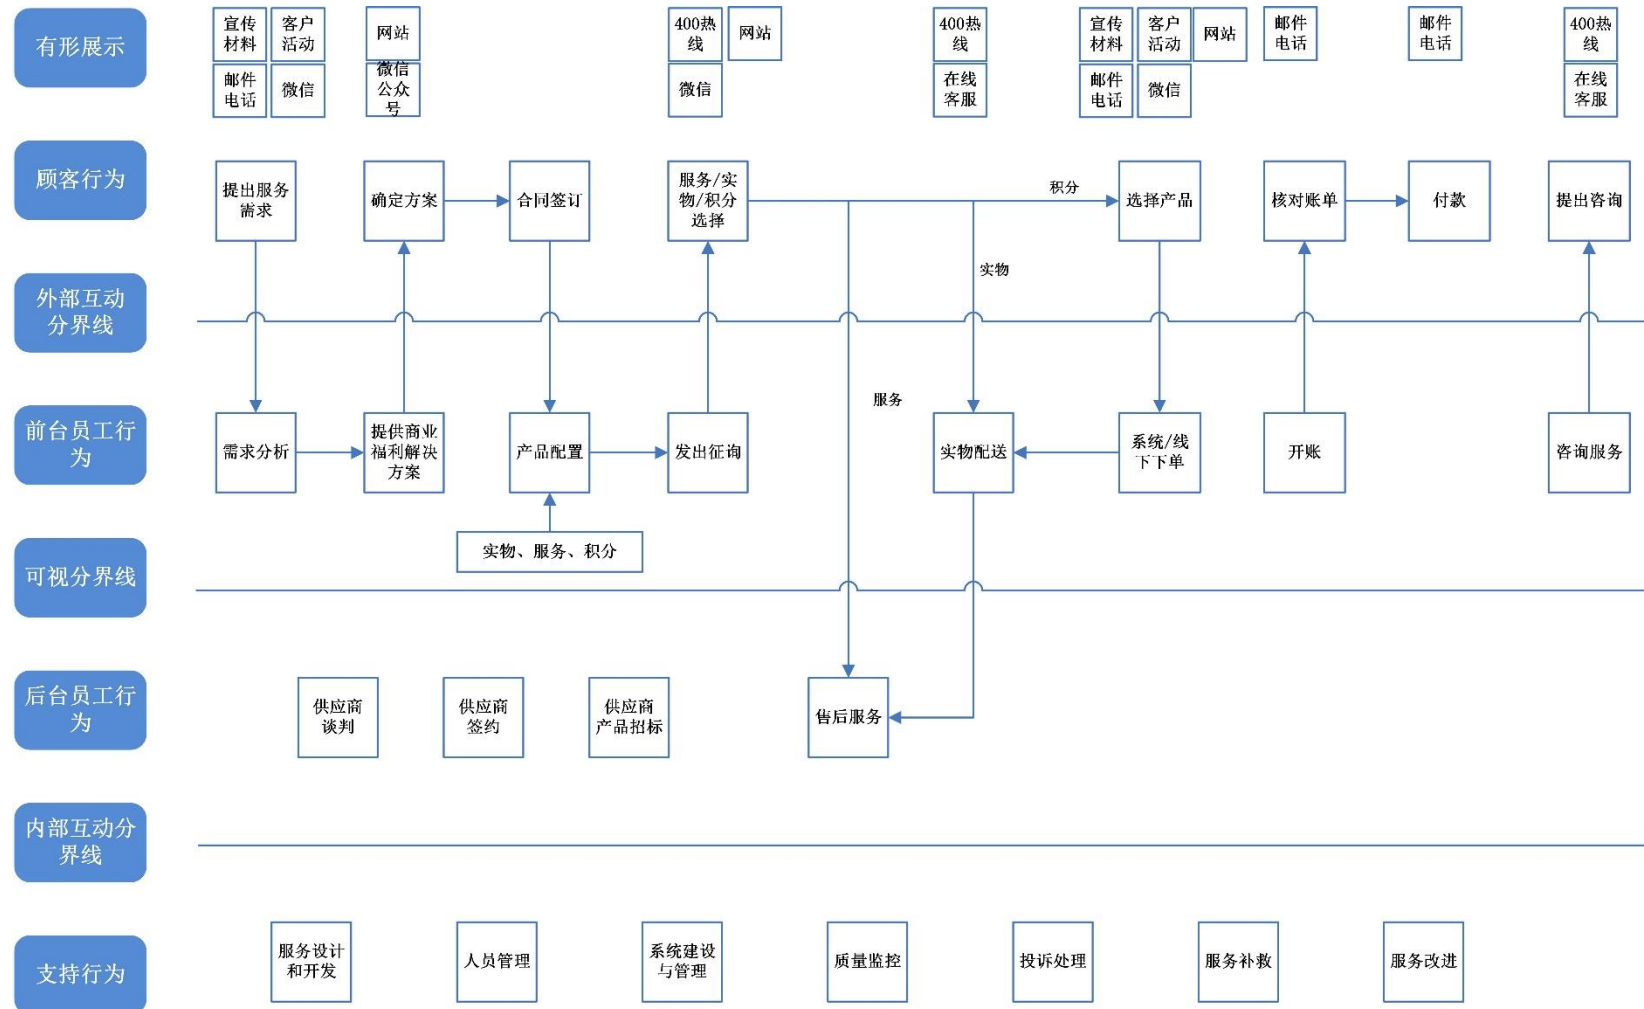 有形展示
宣传
材料
客户
活动
网站
400热
线
网站
400热
线
宣传
材料
客户
活动
网站
邮件
电话
邮件
电话
400热
线
邮件
电话
微信
微信
公众
号
微信
在线
客服
邮件
电话
微信
在线
客服
顾客行为
提出服务
需求
确定方案
合同签订
服务/实
物/积分
选择
积分
选择产品
核对账单
付款
提出咨询
实物
外部互动
分界线
服务
前台员工行
为
需求分析
提供商业
福利解决
方案
产品配置
发出征询
实物配送
系统/线
下下单
开账
咨询服务
实物、服务、积分
可视分界线
后台员工行
为
供应商
谈判
供应商
签约
供应商
产品招标
售后服务
内部互动分
界线
支持行为
服务设计
和开发
人员管理
系统建设
与管理
质量监控
投诉处理
服务补救
服务改进